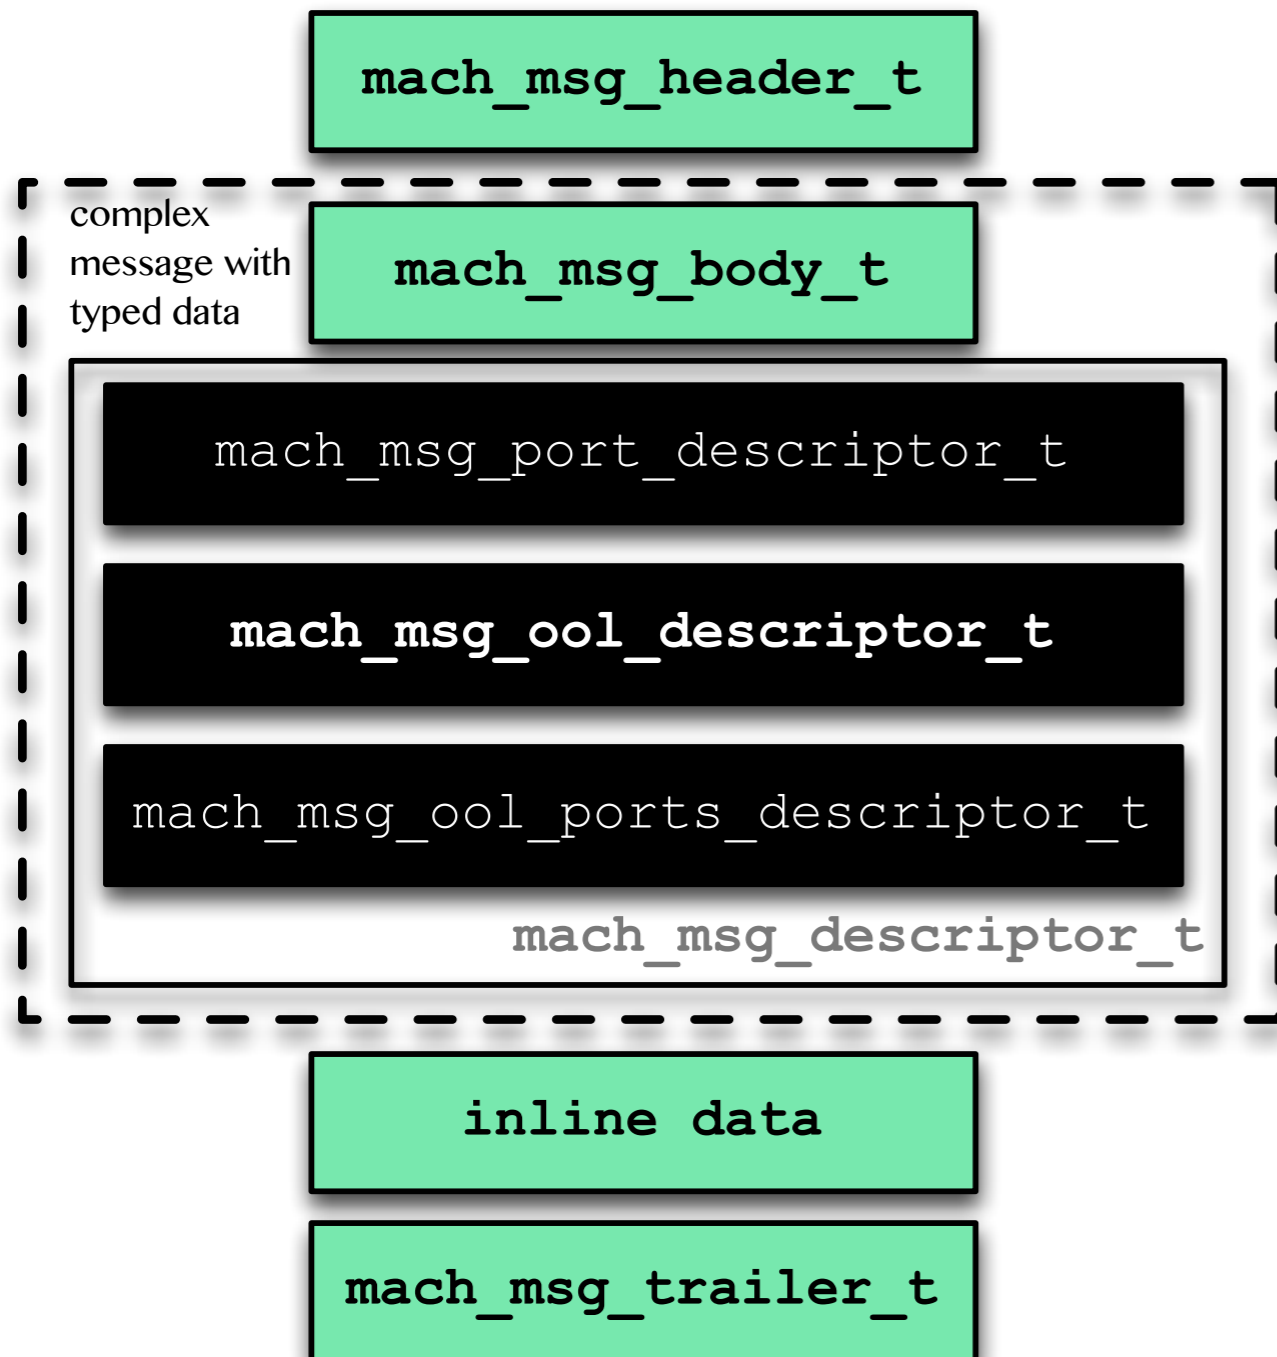 mach_msg_header_t
complex
message with
typed data
mach_msg_body_t
mach_msg_port_descriptor_t
mach_msg_ool_descriptor_t
mach_msg_ool_ports_descriptor_t
mach_msg_descriptor_t
inline data
mach_msg_trailer_t